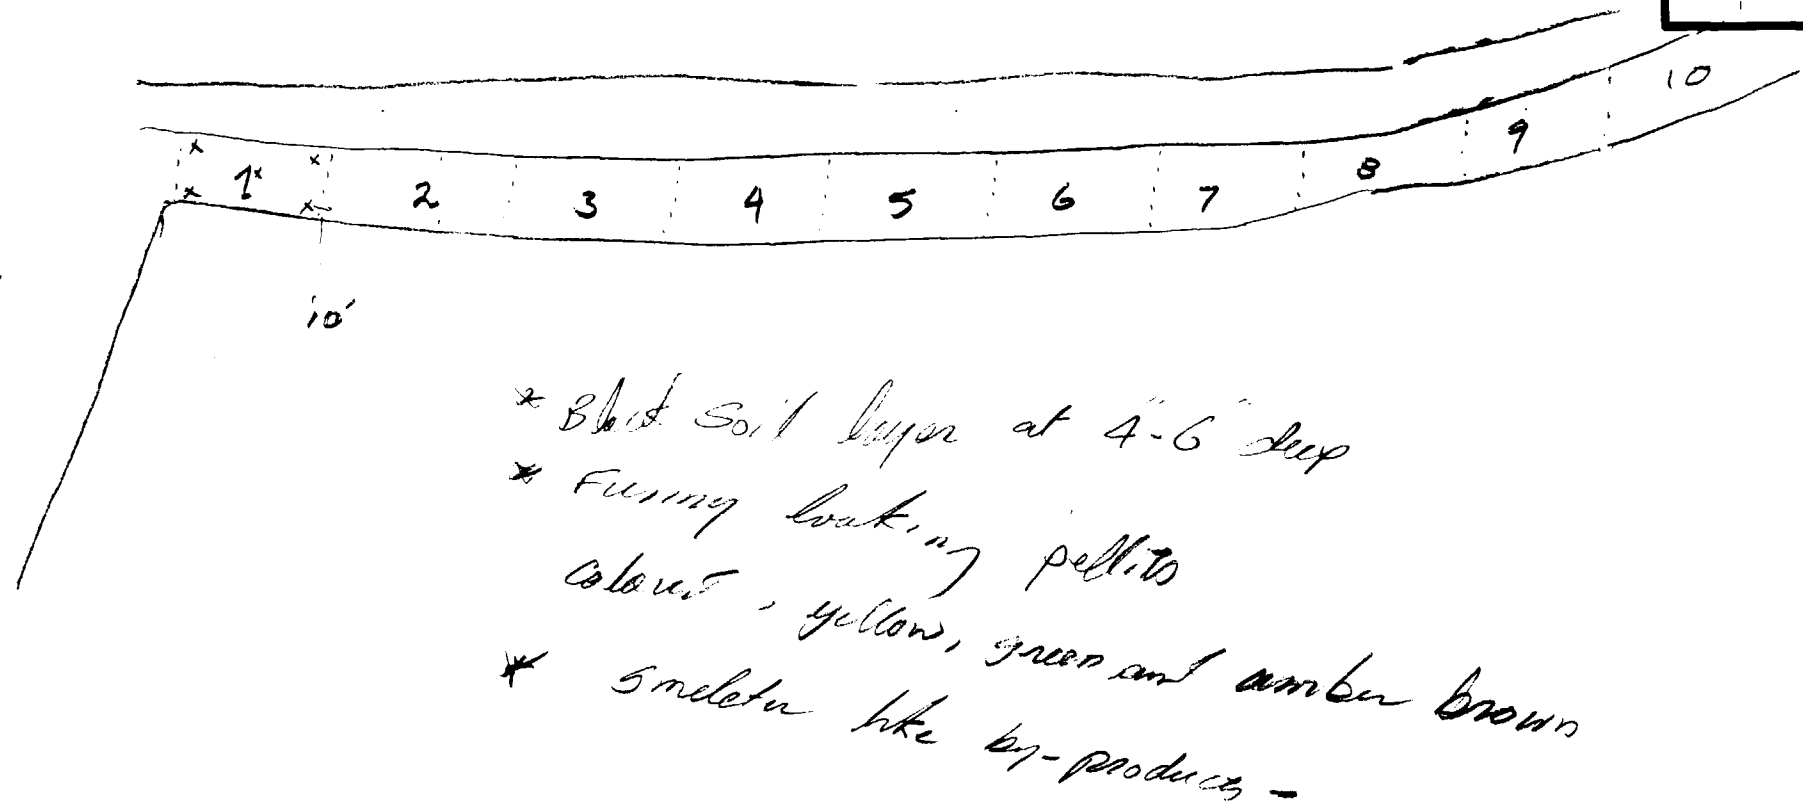 1 2 3 4 5 6 7 8 9 10
10'
* Black Soil layer at 4"-6" deep
* Funny looking pellits
colours, yellow, green and amber brown
* Smelter like by-products -